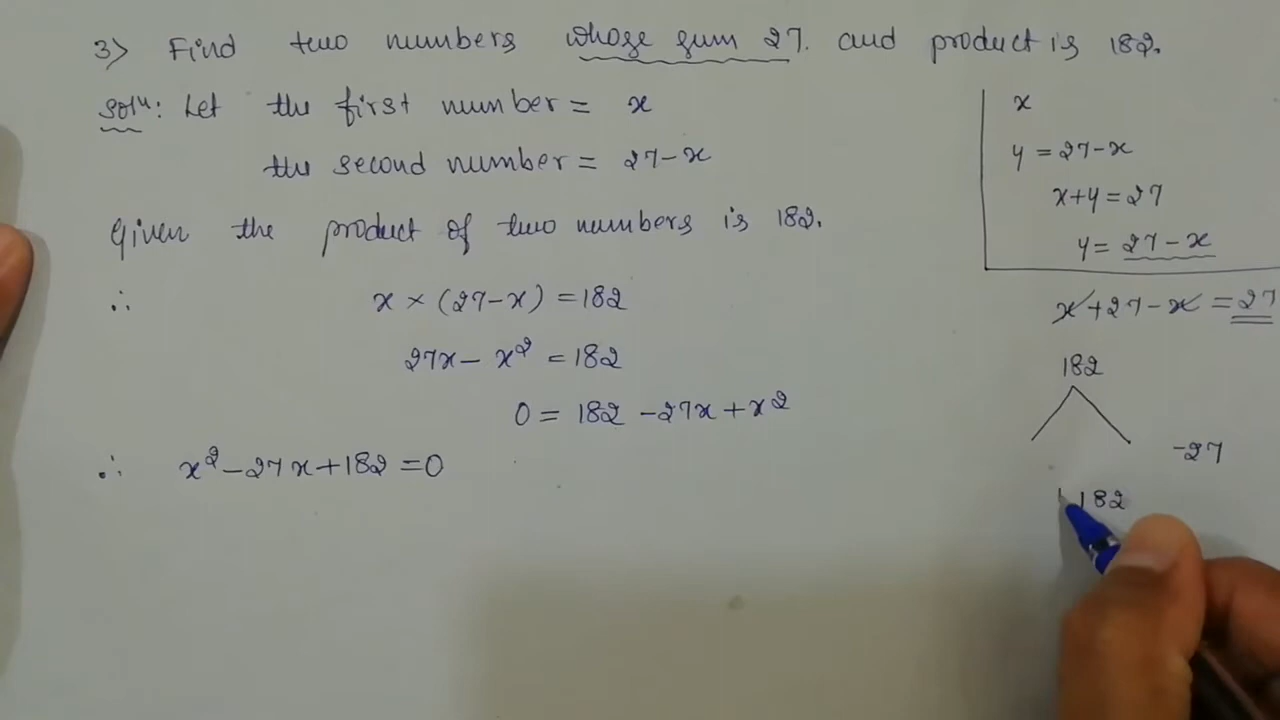 3) Find two numbers whose sum 27. and product is 182.
Soln: Let the first number = x
the second number = 27-x
Given the product of two numbers is 182.
∴ x × (27-x) = 182
27x - x² = 182
0 = 182 - 27x + x²
∴ x² - 27x + 182 = 0
x
y = 27-x
x+y = 27
y = 27-x
x+27-x = 27
182
-27
182